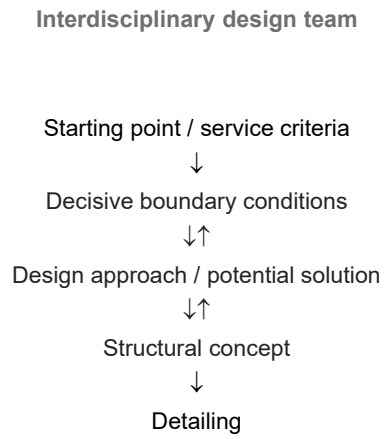 Interdisciplinary design team
Starting point / service criteria
↓
Decisive boundary conditions
↓↑
Design approach / potential solution
↓↑
Structural concept
↓
Detailing